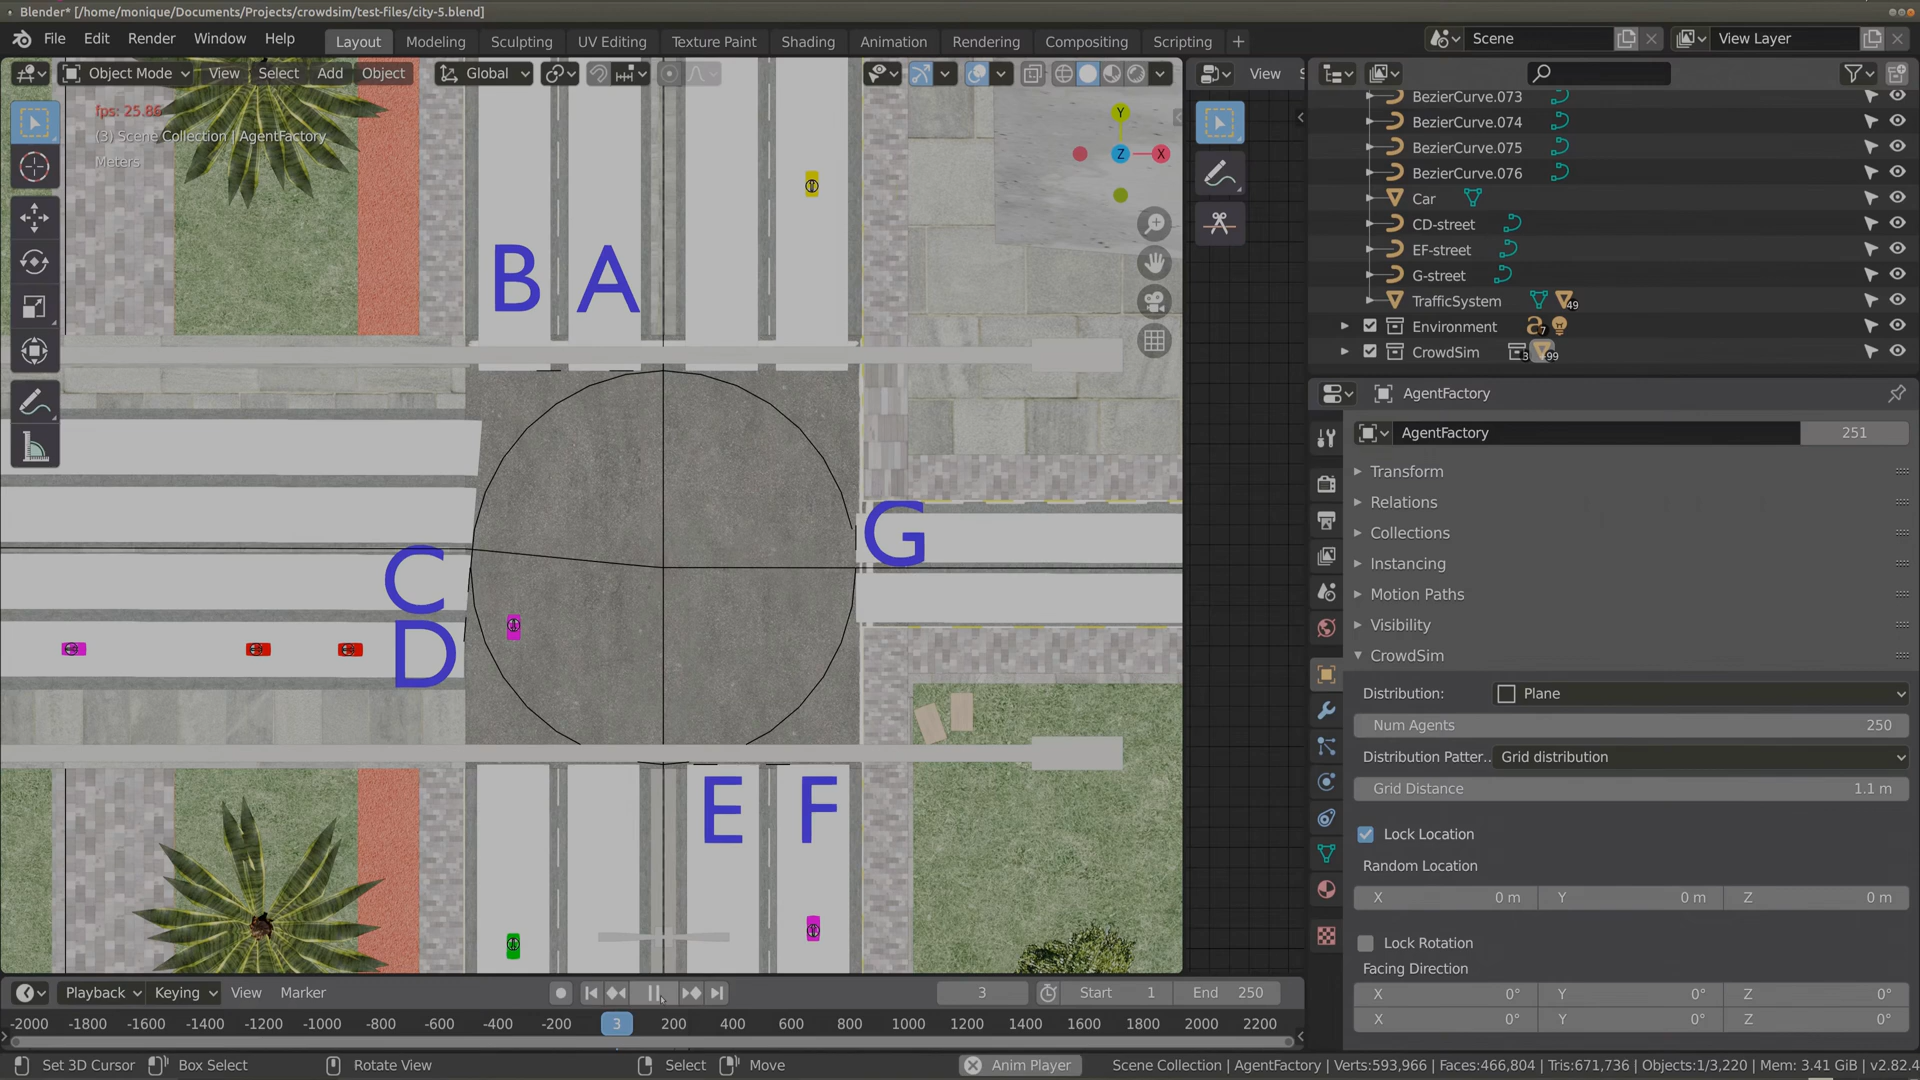 Blender* [/home/monique/Documents/Projects/crowdsim/test-files/city-5.blend]
File Edit Render Window Help Layout Modeling Sculpting UV Editing Texture Paint Shading Animation Rendering Compositing Scripting + Scene View Layer
Object Mode View Select Add Object Global View S
fps: 25.86
(3) Scene Collection | AgentFactory
Meters
Y
Z X
B A
C
G
D
E F
BezierCurve.073
BezierCurve.074
BezierCurve.075
BezierCurve.076
Car
CD-street
EF-street
G-street
TrafficSystem 49
Environment 7
CrowdSim 3 99
AgentFactory
AgentFactory 251
Transform
Relations
Collections
Instancing
Motion Paths
Visibility
CrowdSim
Distribution: Plane
Num Agents 250
Distribution Patter.. Grid distribution
Grid Distance 1.1 m
Lock Location
Random Location
X 0 m Y 0 m Z 0 m
Lock Rotation
Facing Direction
X 0° Y 0° Z 0°
X 0° Y 0° Z 0°
Playback Keying View Marker 3 Start 1 End 250
-2000 -1800 -1600 -1400 -1200 -1000 -800 -600 -400 -200 3 200 400 600 800 1000 1200 1400 1600 1800 2000 2200
Set 3D Cursor Box Select Rotate View Select Move Anim Player Scene Collection | AgentFactory | Verts:593,966 | Faces:466,804 | Tris:671,736 | Objects:1/3,220 | Mem: 3.41 GiB | v2.82.4